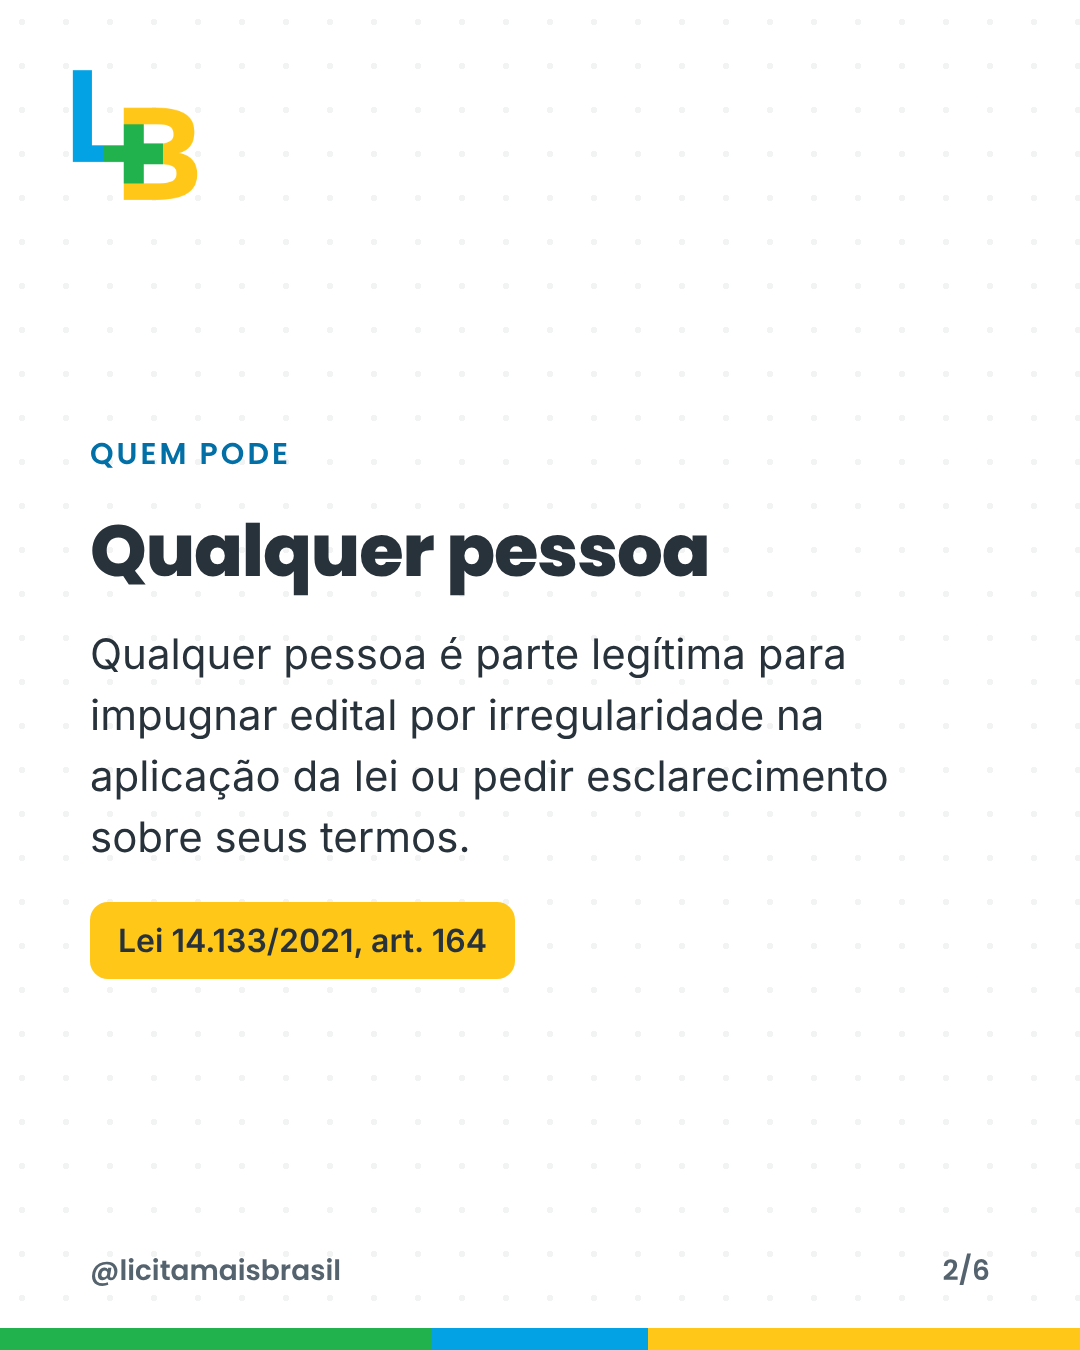 L+B
QUEM PODE
Qualquer pessoa
Qualquer pessoa é parte legítima para
impugnar edital por irregularidade na
aplicação da lei ou pedir esclarecimento
sobre seus termos.
Lei 14.133/2021, art. 164
@licitamaisbrasil
2/6